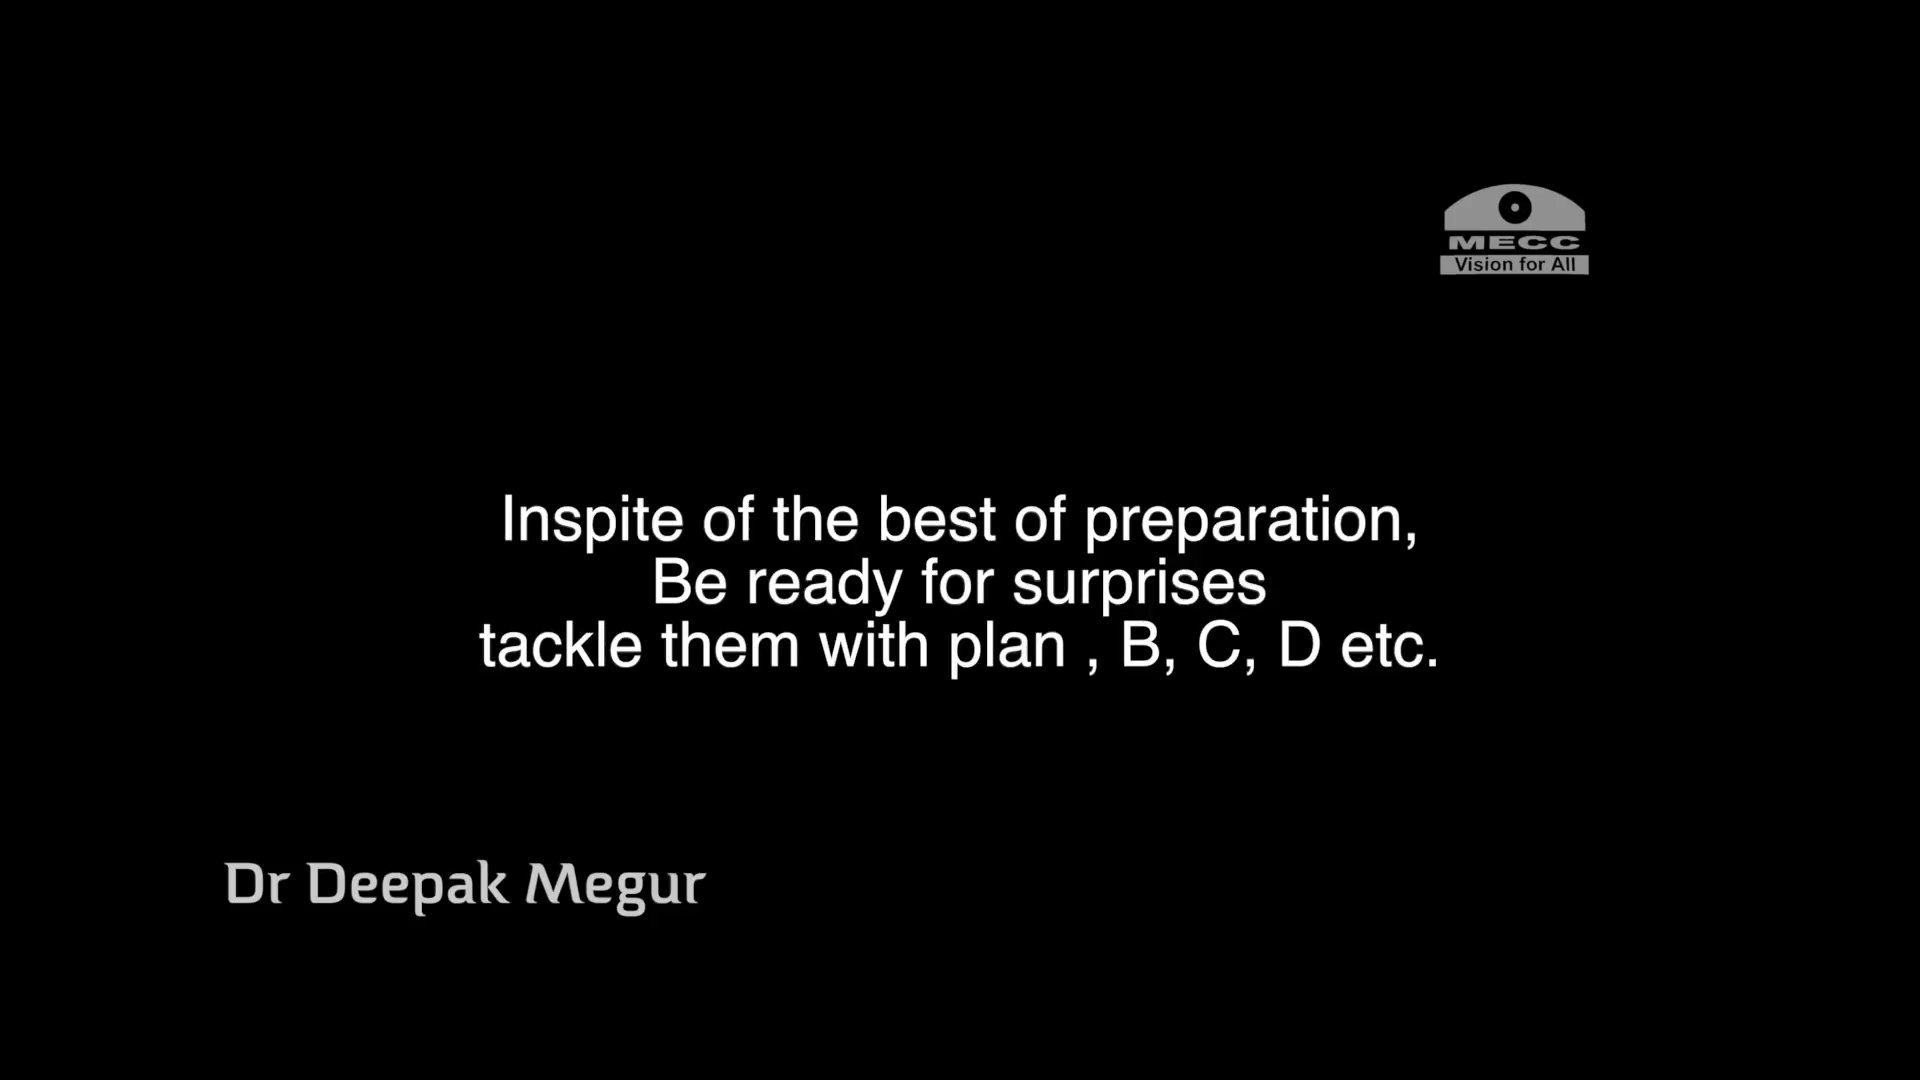 MECC
Vision for All
Inspite of the best of preparation,
Be ready for surprises
tackle them with plan , B, C, D etc.
Dr Deepak Megur